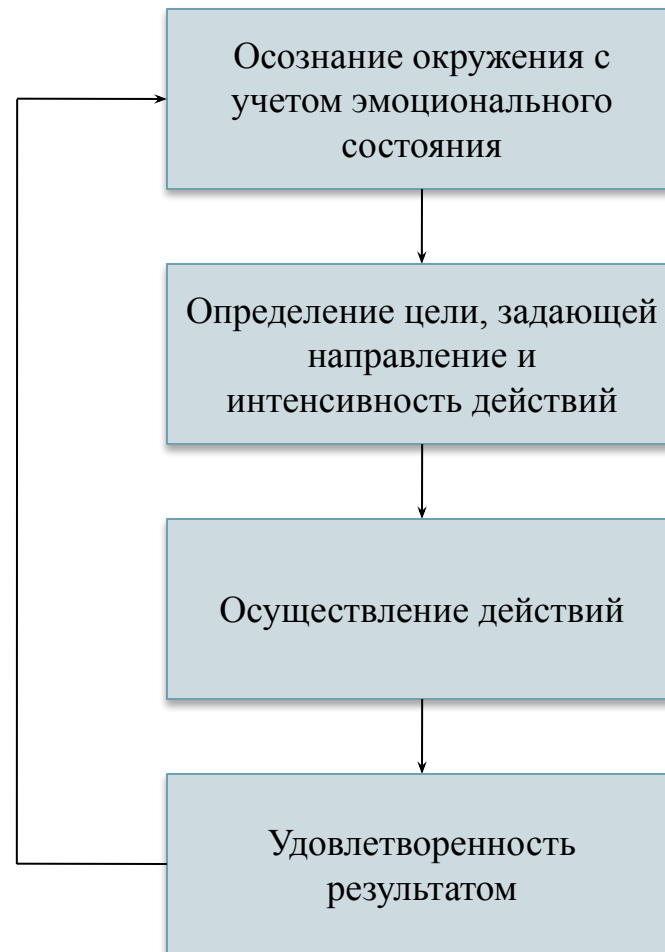 Осознание окружения с
учетом эмоционального
состояния
Определение цели, задающей
направление и
интенсивность действий
Осуществление действий
Удовлетворенность
результатом